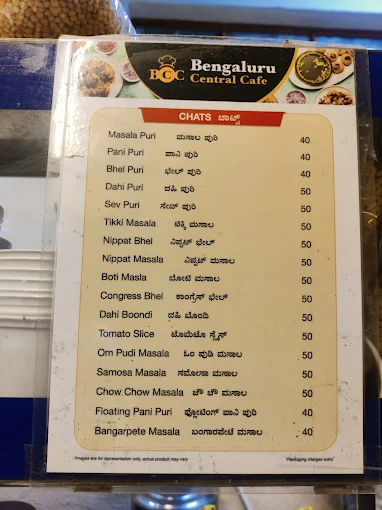 BCC Bengaluru
Central Cafe
CHATS ಚಾಟ್ಸ್
Masala Puri ಮಸಾಲ ಪುರಿ 40
Pani Puri ಪಾನಿ ಪುರಿ 40
Bhel Puri ಭೇಲ್ ಪುರಿ 40
Dahi Puri ದಹಿ ಪುರಿ 50
Sev Puri ಸೇವ್ ಪುರಿ 50
Tikki Masala ಟಿಕ್ಕಿ ಮಸಾಲ 50
Nippat Bhel ನಿಪ್ಪಟ್ ಭೇಲ್ 50
Nippat Masala ನಿಪ್ಪಟ್ ಮಸಾಲ 50
Boti Masla ಬೋಟಿ ಮಸಾಲ 50
Congress Bhel ಕಾಂಗ್ರೆಸ್ ಭೇಲ್ 50
Dahi Boondi ದಹಿ ಬೊಂದಿ 50
Tomato Slice ಟೊಮೆಟೊ ಸ್ಲೈಸ್ 50
Om Pudi Masala ಓಂ ಪುಡಿ ಮಸಾಲ 50
Samosa Masala ಸಮೋಸಾ ಮಸಾಲ 50
Chow Chow Masala ಚೌ ಚೌ ಮಸಾಲ 50
Floating Pani Puri ಫ್ಲೋಟಿಂಗ್ ಪಾನಿ ಪುರಿ 40
Bangarpete Masala ಬಂಗಾರಪೇಟೆ ಮಸಾಲ 50
*Images are for representation only, actual product may vary *Packaging charges extra